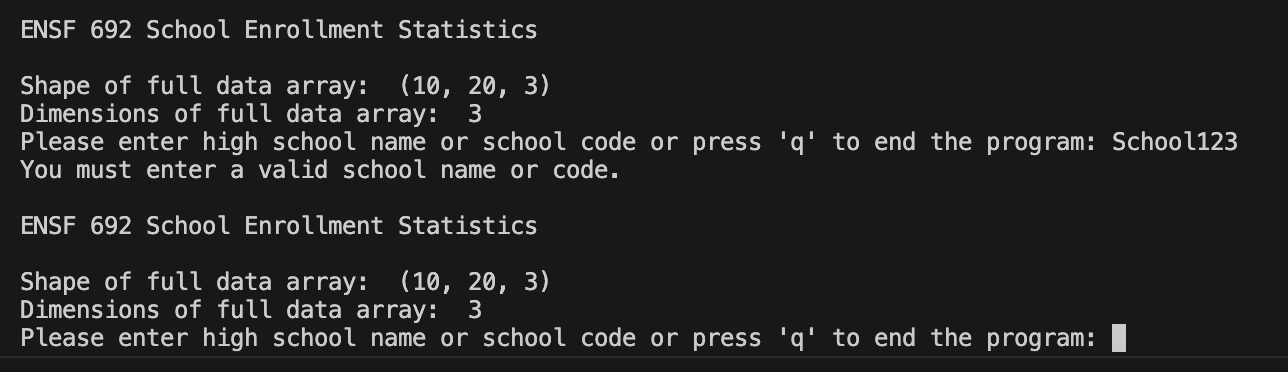 ENSF 692 School Enrollment Statistics
Shape of full data array:  (10, 20, 3)
Dimensions of full data array:  3
Please enter high school name or school code or press 'q' to end the program: School123
You must enter a valid school name or code.
ENSF 692 School Enrollment Statistics
Shape of full data array:  (10, 20, 3)
Dimensions of full data array:  3
Please enter high school name or school code or press 'q' to end the program: